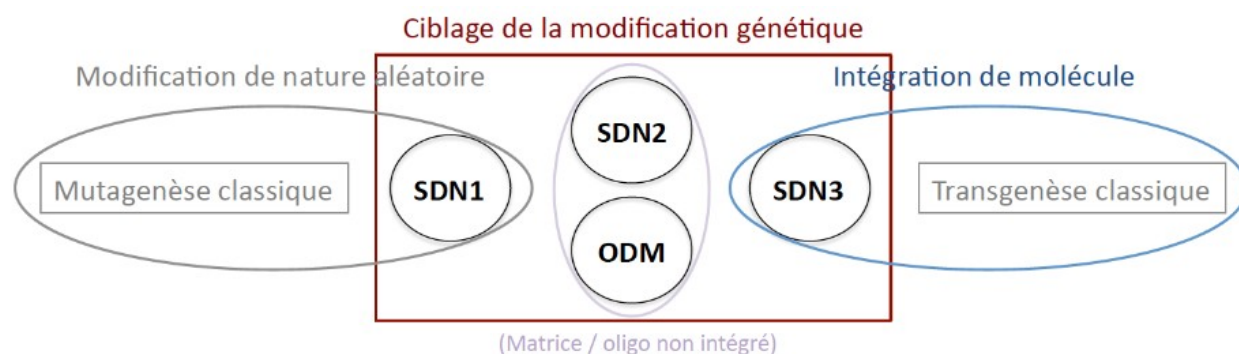 Ciblage de la modification génétique
Modification de nature aléatoire
Intégration de molécule
SDN2
Mutagenèse classique
SDN1
SDN3
Transgenèse classique
ODM
(Matrice / oligo non intégré)